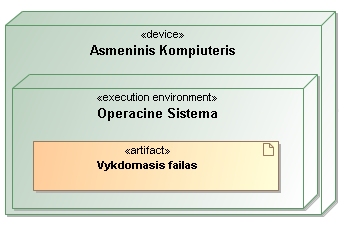 «device»
Asmeninis Kompiuteris
«execution environment»
Operacine Sistema
«artifact»
Vykdomasis failas